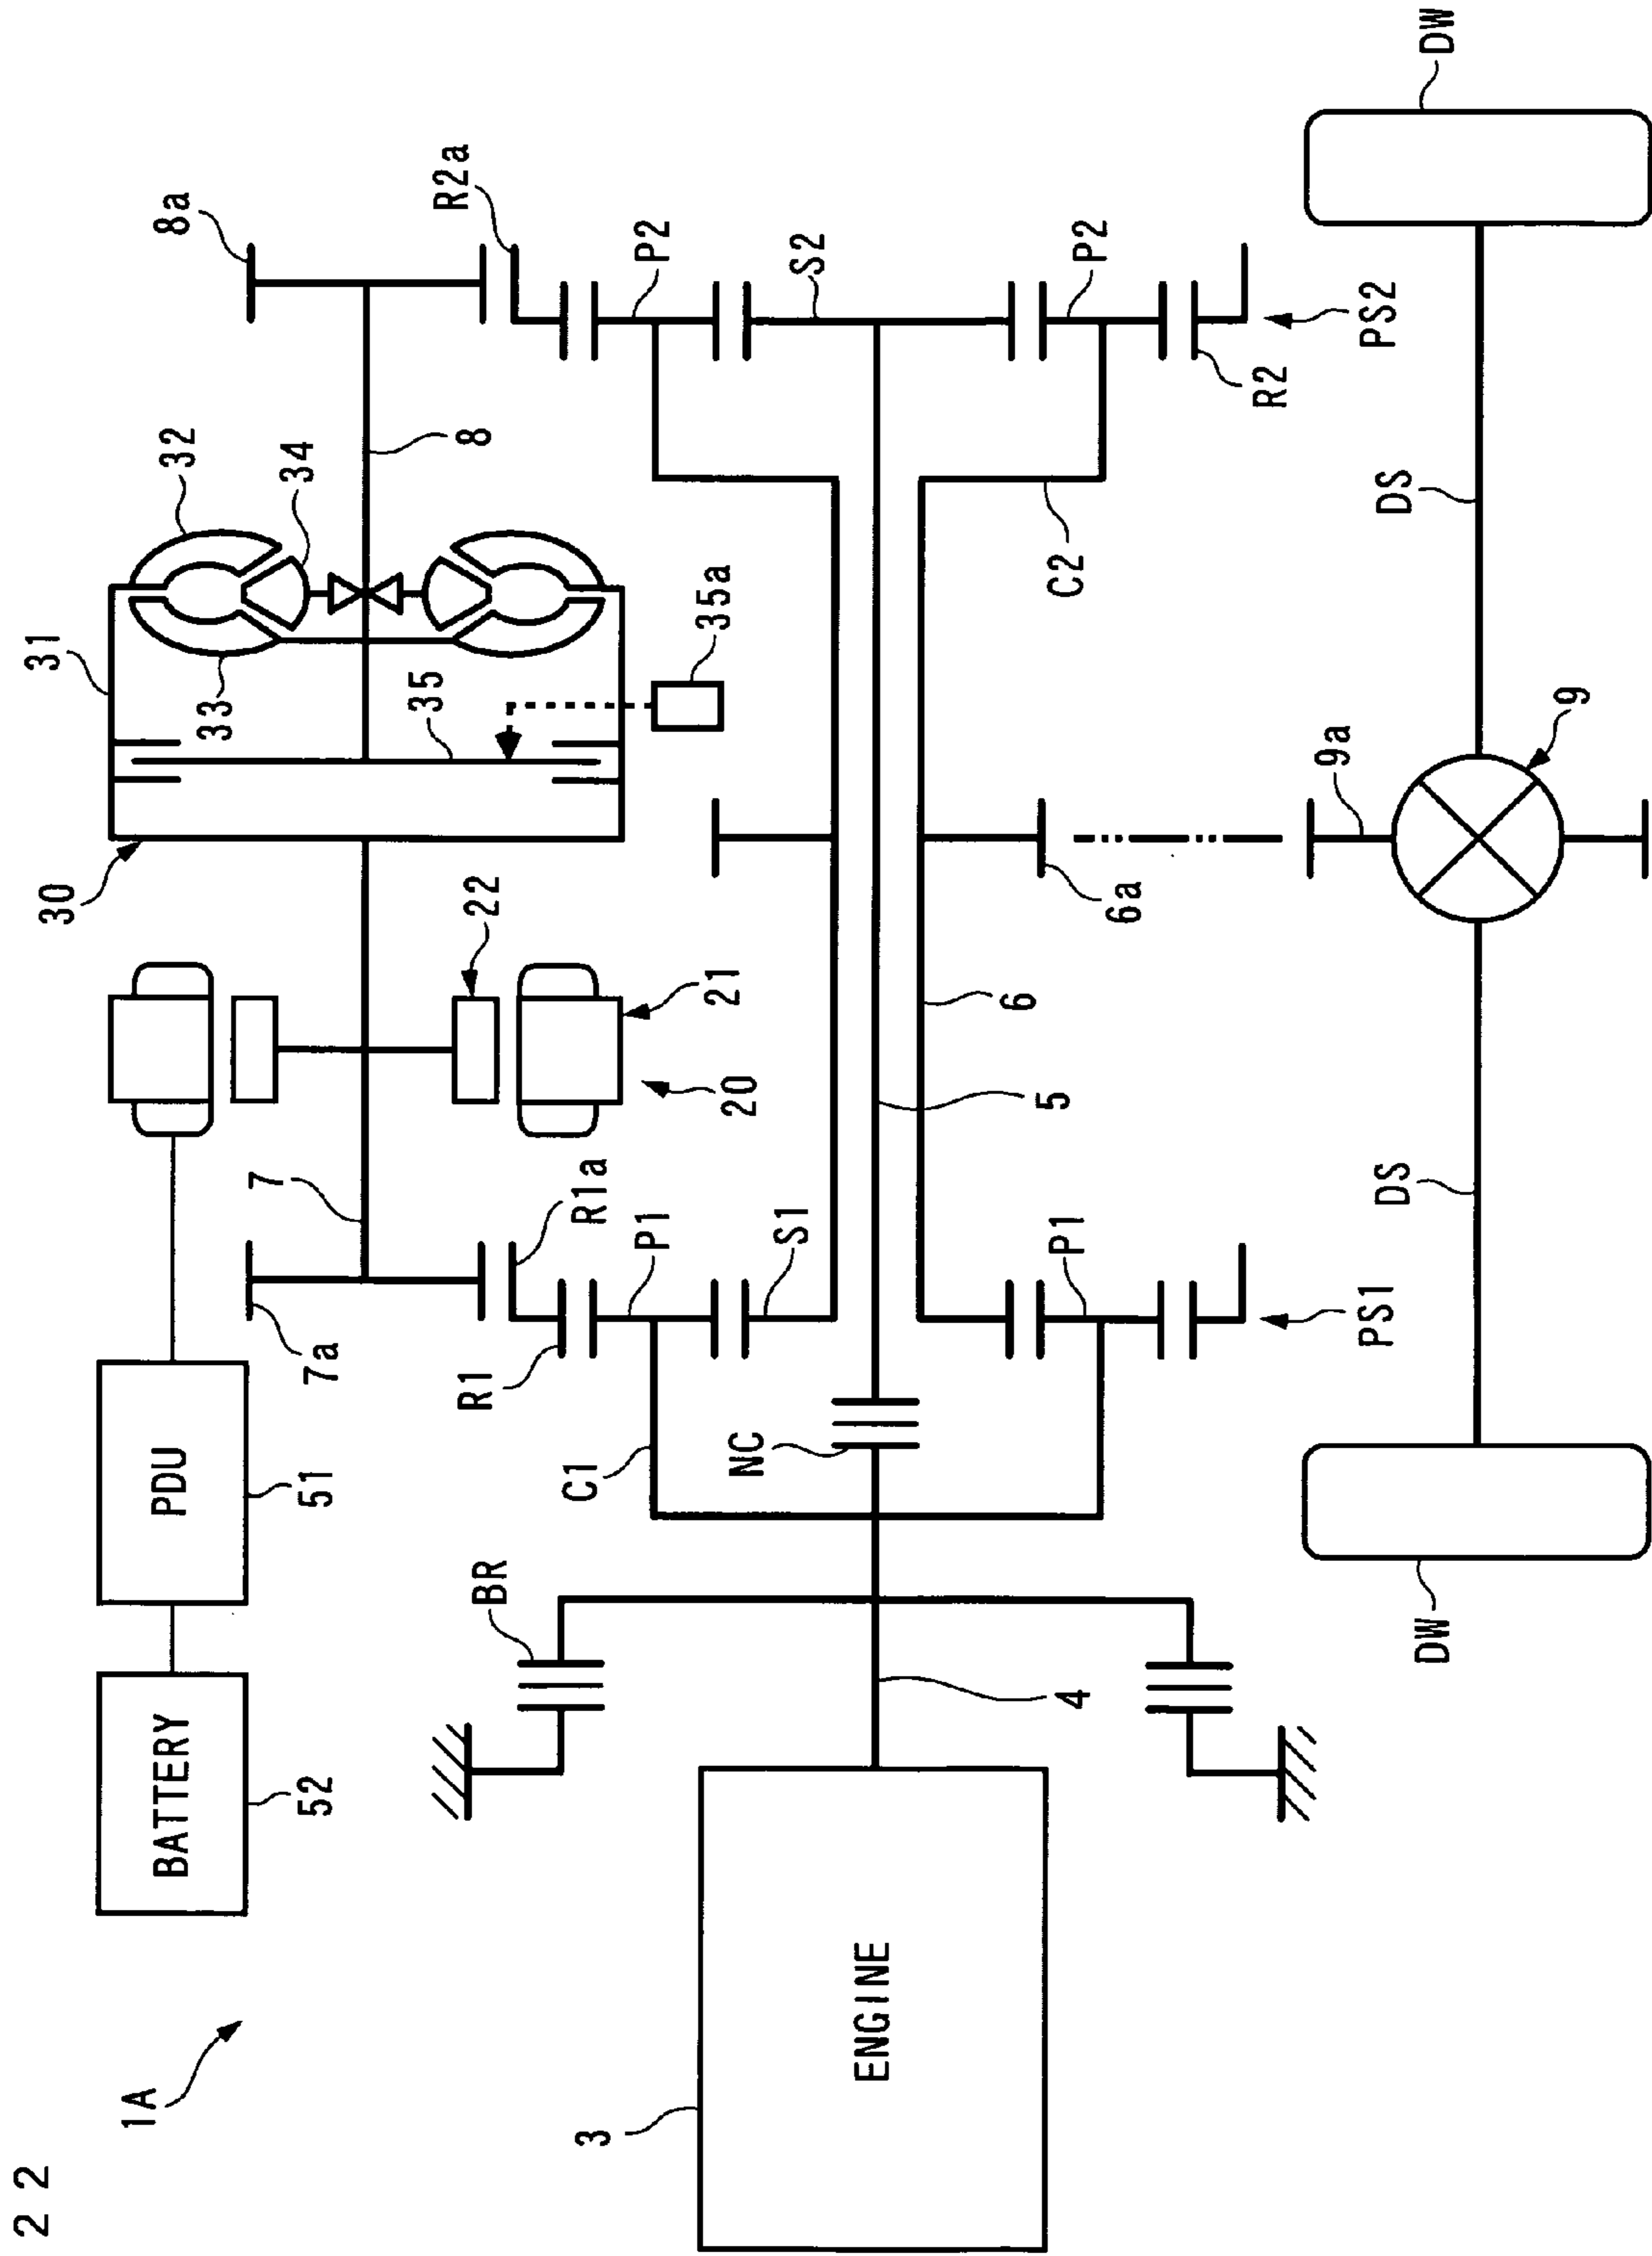 2 2
1A
BATTERY
52
PDU
51
7a
7
20
21
22
30
31
33
32
34
35
35a
8
8a
R2a
P2
S2
P2
R2
PS2
C2
R1a
R1
P1
S1
P1
PS1
C1
NC
BR
4
3
ENGINE
5
6
6a
9a
9
DS
DS
DW
DW